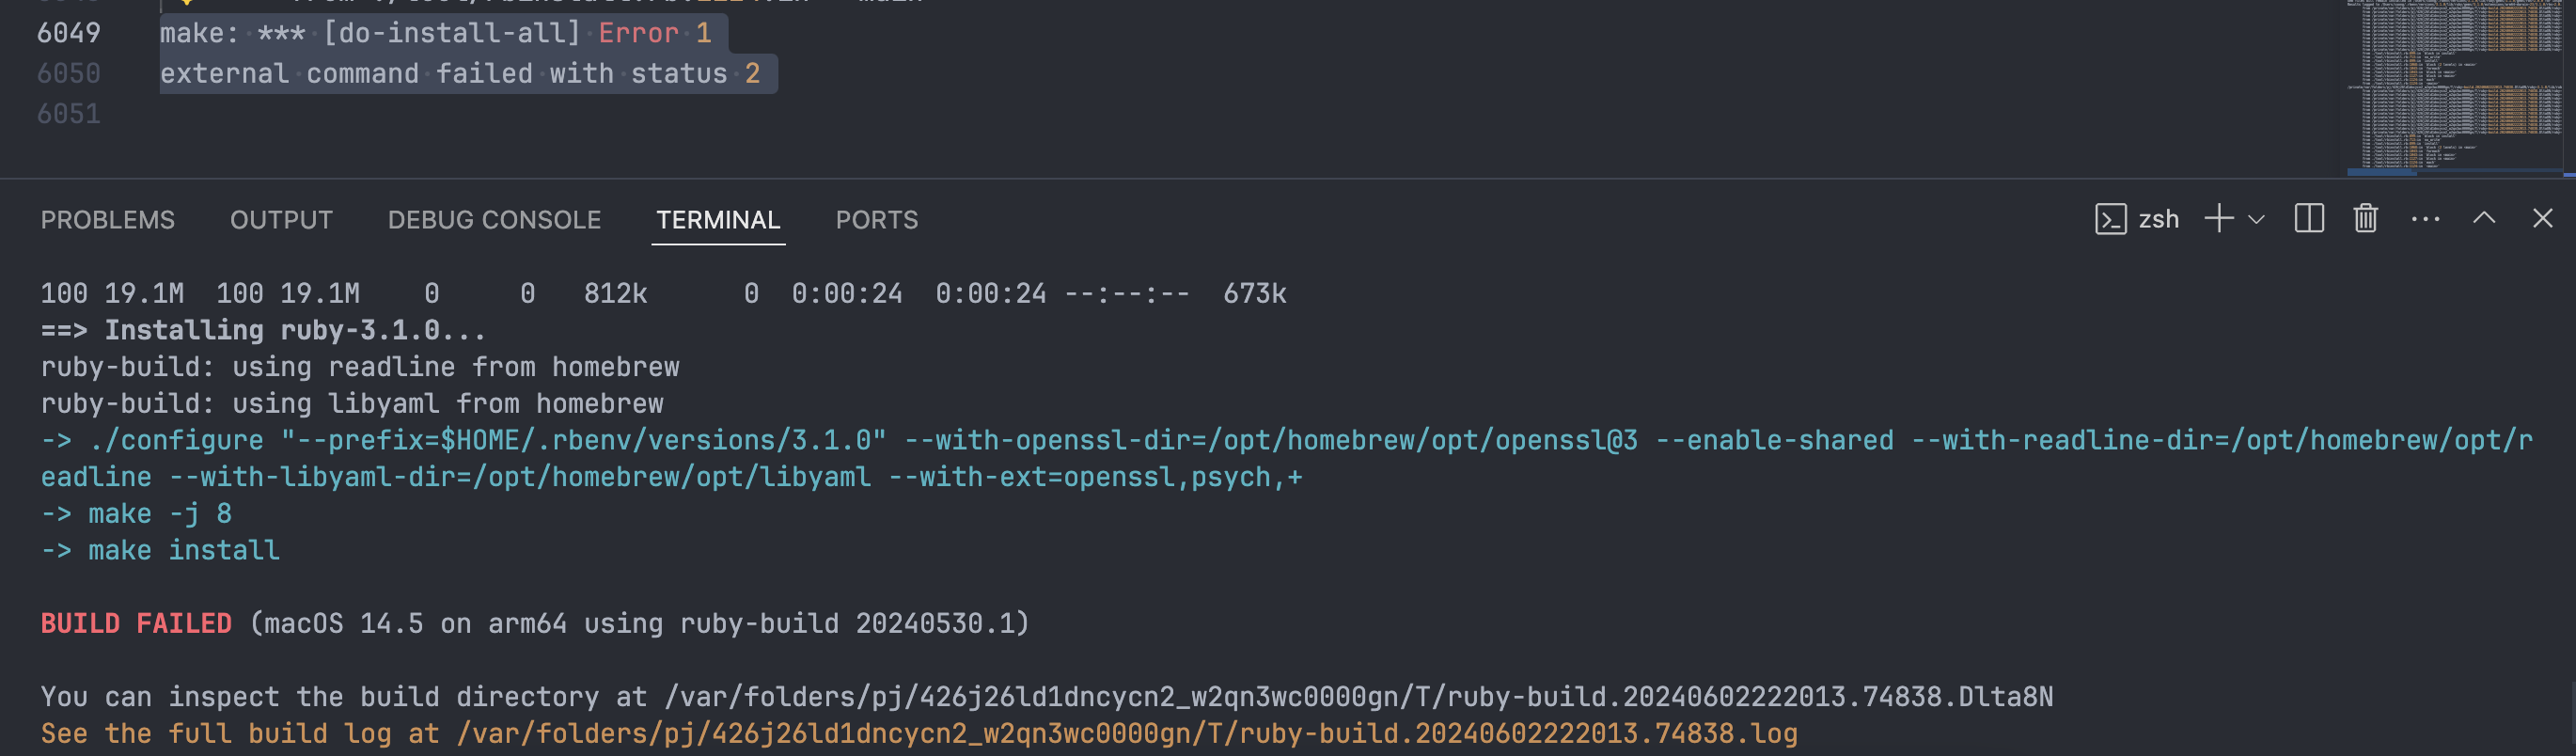 6049 make: *** [do-install-all] Error 1
6050 external command failed with status 2
6051
PROBLEMS OUTPUT DEBUG CONSOLE TERMINAL PORTS zsh
100 19.1M  100 19.1M    0     0   812k      0  0:00:24  0:00:24 --:--:--  673k
==> Installing ruby-3.1.0...
ruby-build: using readline from homebrew
ruby-build: using libyaml from homebrew
-> ./configure "--prefix=$HOME/.rbenv/versions/3.1.0" --with-openssl-dir=/opt/homebrew/opt/openssl@3 --enable-shared --with-readline-dir=/opt/homebrew/opt/r
eadline --with-libyaml-dir=/opt/homebrew/opt/libyaml --with-ext=openssl,psych,+
-> make -j 8
-> make install
BUILD FAILED (macOS 14.5 on arm64 using ruby-build 20240530.1)
You can inspect the build directory at /var/folders/pj/426j26ld1dncycn2_w2qn3wc0000gn/T/ruby-build.20240602222013.74838.Dlta8N
See the full build log at /var/folders/pj/426j26ld1dncycn2_w2qn3wc0000gn/T/ruby-build.20240602222013.74838.log